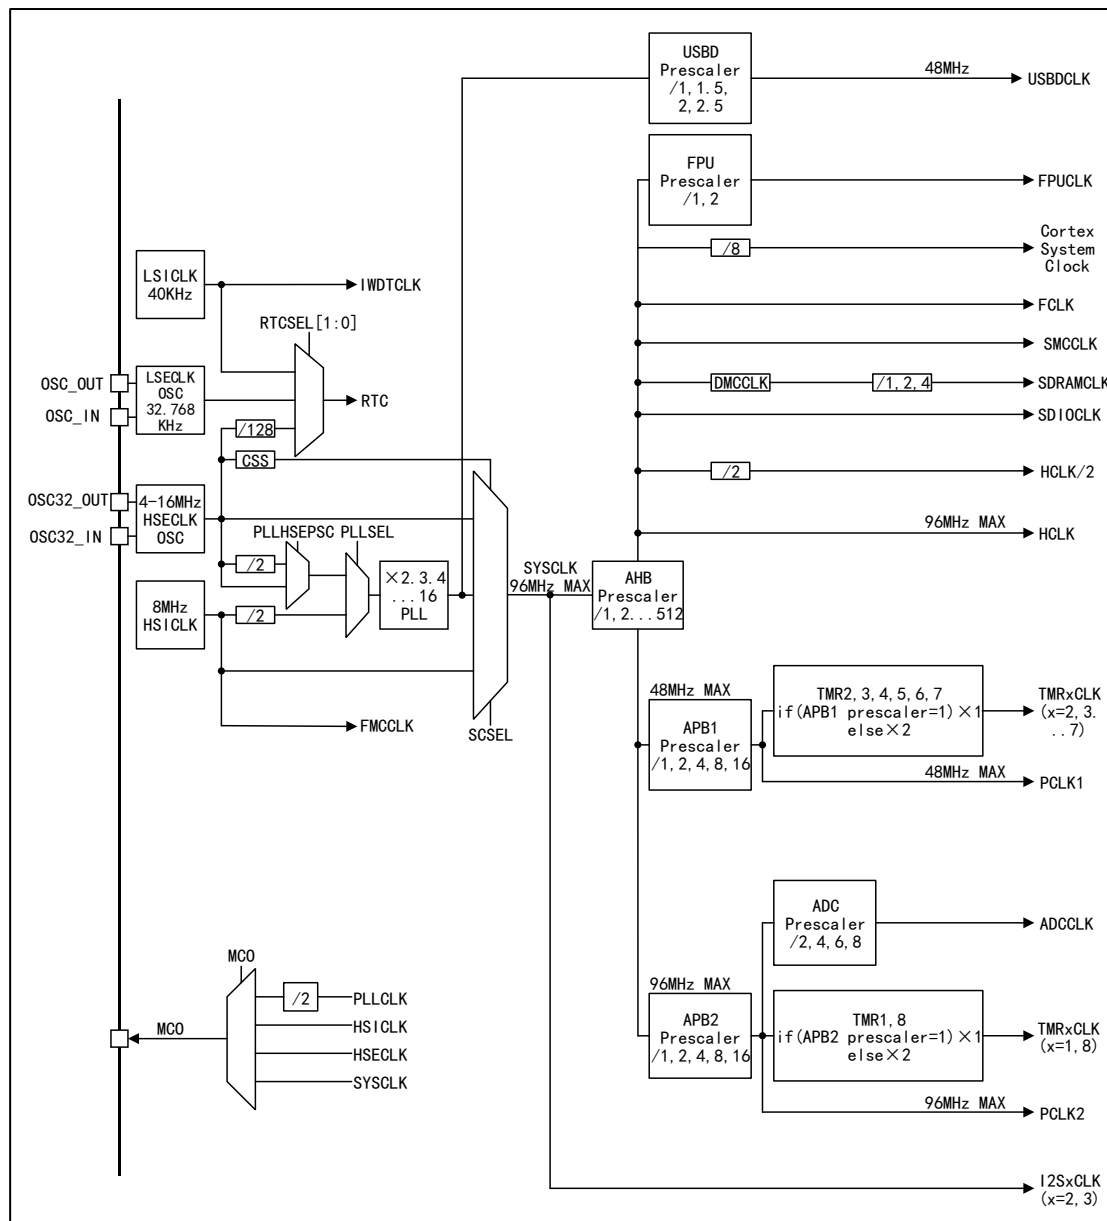 USBD
Prescaler
/1, 1.5,
2, 2.5
48MHz
USBDCLK
FPU
Prescaler
/1, 2
FPUCLK
/8
Cortex
System
Clock
LSICLK
40KHz
IWDTCLK
FCLK
RTCSEL[1:0]
SMCCLK
OSC_OUT
OSC_IN
LSECLK
OSC
32.768
KHz
RTC
DMCCLK
/1, 2, 4
SDRAMCLK
SDIOCLK
/128
CSS
/2
HCLK/2
OSC32_OUT
OSC32_IN
4-16MHz
HSECLK
OSC
96MHz MAX
HCLK
PLLHSEPSC
PLLSEL
/2
×2. 3. 4
...16
PLL
SYSCLK
96MHz MAX
AHB
Prescaler
/1, 2...512
8MHz
HSICLK
/2
FMCCLK
SCSEL
48MHz MAX
APB1
Prescaler
/1, 2, 4, 8, 16
TMR2, 3, 4, 5, 6, 7
if(APB1 prescaler=1)×1
else×2
TMRxCLK
(x=2, 3.
..7)
48MHz MAX
PCLK1
ADC
Prescaler
/2, 4, 6, 8
ADCCLK
MCO
/2
PLLCLK
HSICLK
HSECLK
SYSCLK
MCO
96MHz MAX
APB2
Prescaler
/1, 2, 4, 8, 16
TMR1, 8
if(APB2 prescaler=1)×1
else×2
TMRxCLK
(x=1, 8)
96MHz MAX
PCLK2
I2SxCLK
(x=2, 3)